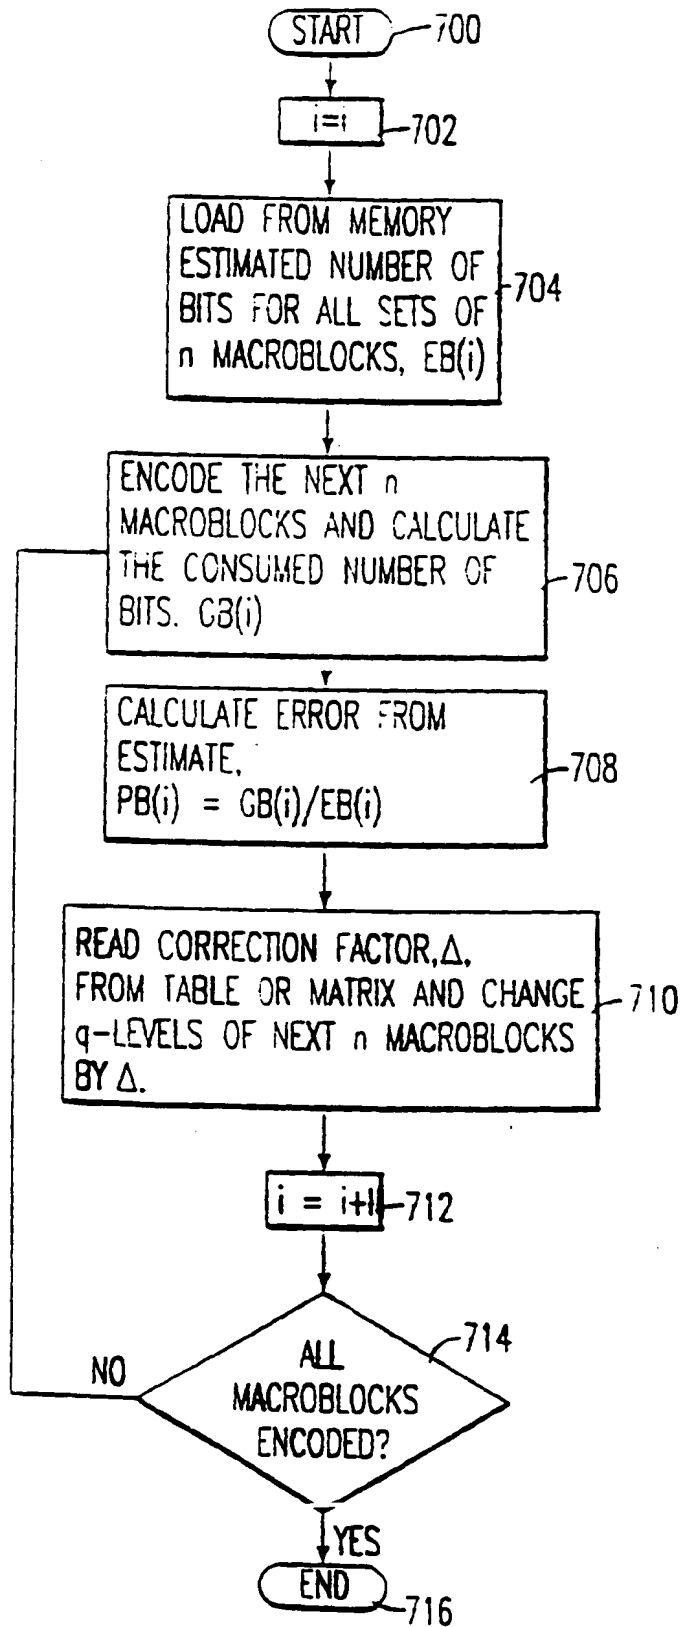 START
700
i=i
702
LOAD FROM MEMORY
ESTIMATED NUMBER OF
BITS FOR ALL SETS OF
n MACROBLOCKS, EB(i)
704
ENCODE THE NEXT n
MACROBLOCKS AND CALCULATE
THE CONSUMED NUMBER OF
BITS. GB(i)
706
CALCULATE ERROR FROM
ESTIMATE,
PB(i) = GB(i)/EB(i)
708
READ CORRECTION FACTOR,Δ,
FROM TABLE OR MATRIX AND CHANGE
q-LEVELS OF NEXT n MACROBLOCKS
BY Δ.
710
i = i+1
712
ALL
MACROBLOCKS
ENCODED?
714
NO
YES
END
716